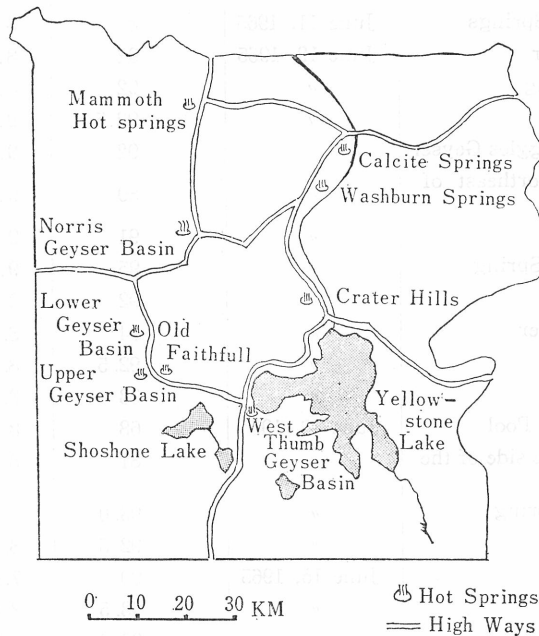 Mammoth
Hot springs
Calcite Springs
Washburn Springs
Norris
Geyser Basin
Lower
Geyser
Basin
Old
Faithfull
Crater Hills
Upper
Geyser Basin
Shoshone Lake
West
Thumb
Geyser
Basin
Yellow-
stone
Lake
0 10 20 30 KM
Hot Springs
High Ways